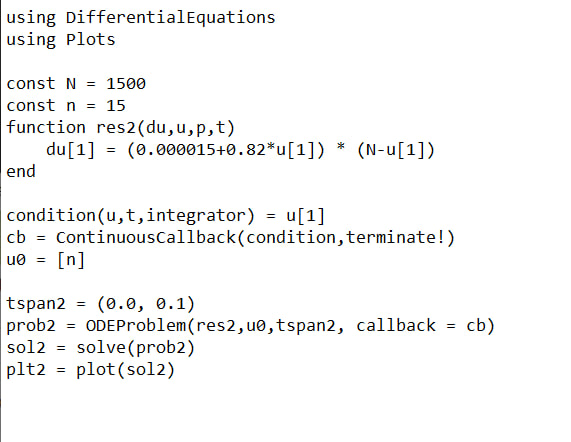 using DifferentialEquations
using Plots

const N = 1500
const n = 15
function res2(du,u,p,t)
    du[1] = (0.000015+0.82*u[1]) * (N-u[1])
end

condition(u,t,integrator) = u[1]
cb = ContinuousCallback(condition,terminate!)
u0 = [n]

tspan2 = (0.0, 0.1)
prob2 = ODEProblem(res2,u0,tspan2, callback = cb)
sol2 = solve(prob2)
plt2 = plot(sol2)